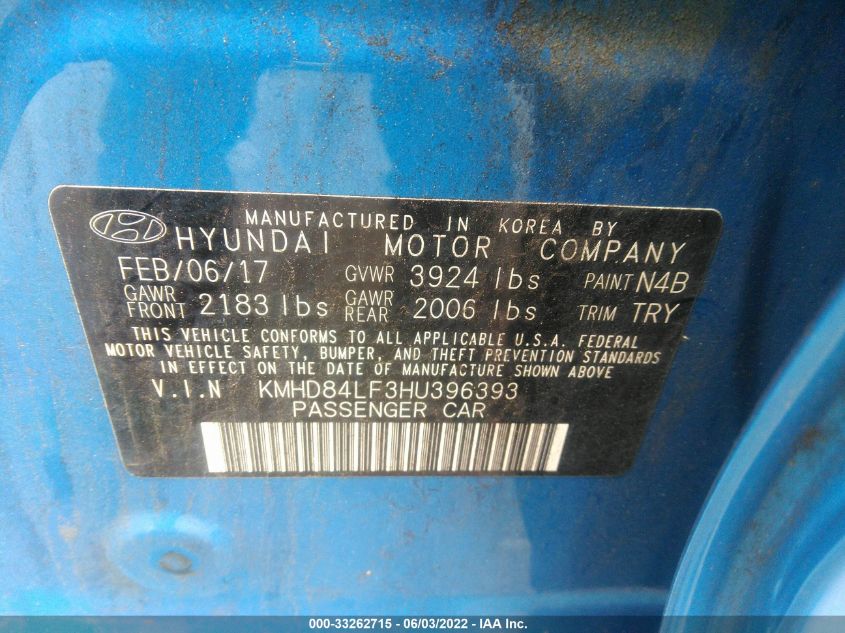 MANUFACTURED IN KOREA BY
HYUNDAI MOTOR COMPANY
FEB/06/17 GVWR 3924 lbs PAINT N4B
GAWR FRONT 2183 lbs GAWR REAR 2006 lbs TRIM TRY
THIS VEHICLE CONFORMS TO ALL APPLICABLE U.S.A. FEDERAL
MOTOR VEHICLE SAFETY, BUMPER, AND THEFT PREVENTION STANDARDS
IN EFFECT ON THE DATE OF MANUFACTURE SHOWN ABOVE.
V.I.N KMHD84LF3HU396393
PASSENGER CAR
000-33262715 - 06/03/2022 - IAA Inc.